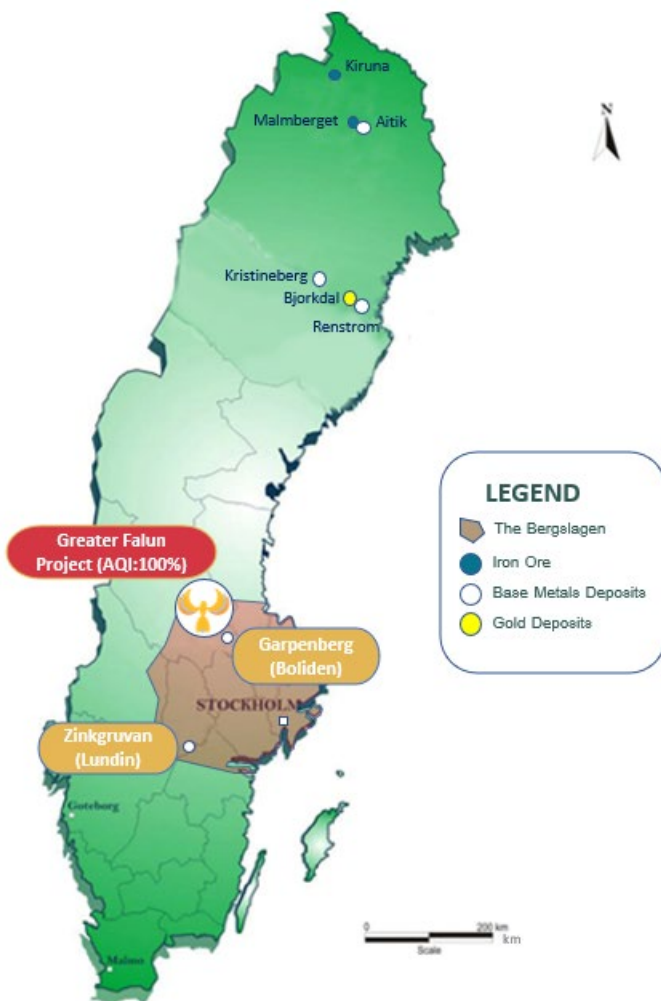 Kiruna
N
Malmberget
Aitik
Kristineberg
Bjorkdal
Renstrom
LEGEND
The Bergslagen
Iron Ore
Base Metals Deposits
Gold Deposits
Greater Falun
Project (AQI:100%)
Garpenberg
(Boliden)
STOCKHOLM
Zinkgruvan
(Lundin)
Goteborg
0 200 km
km
Scale
Malmo